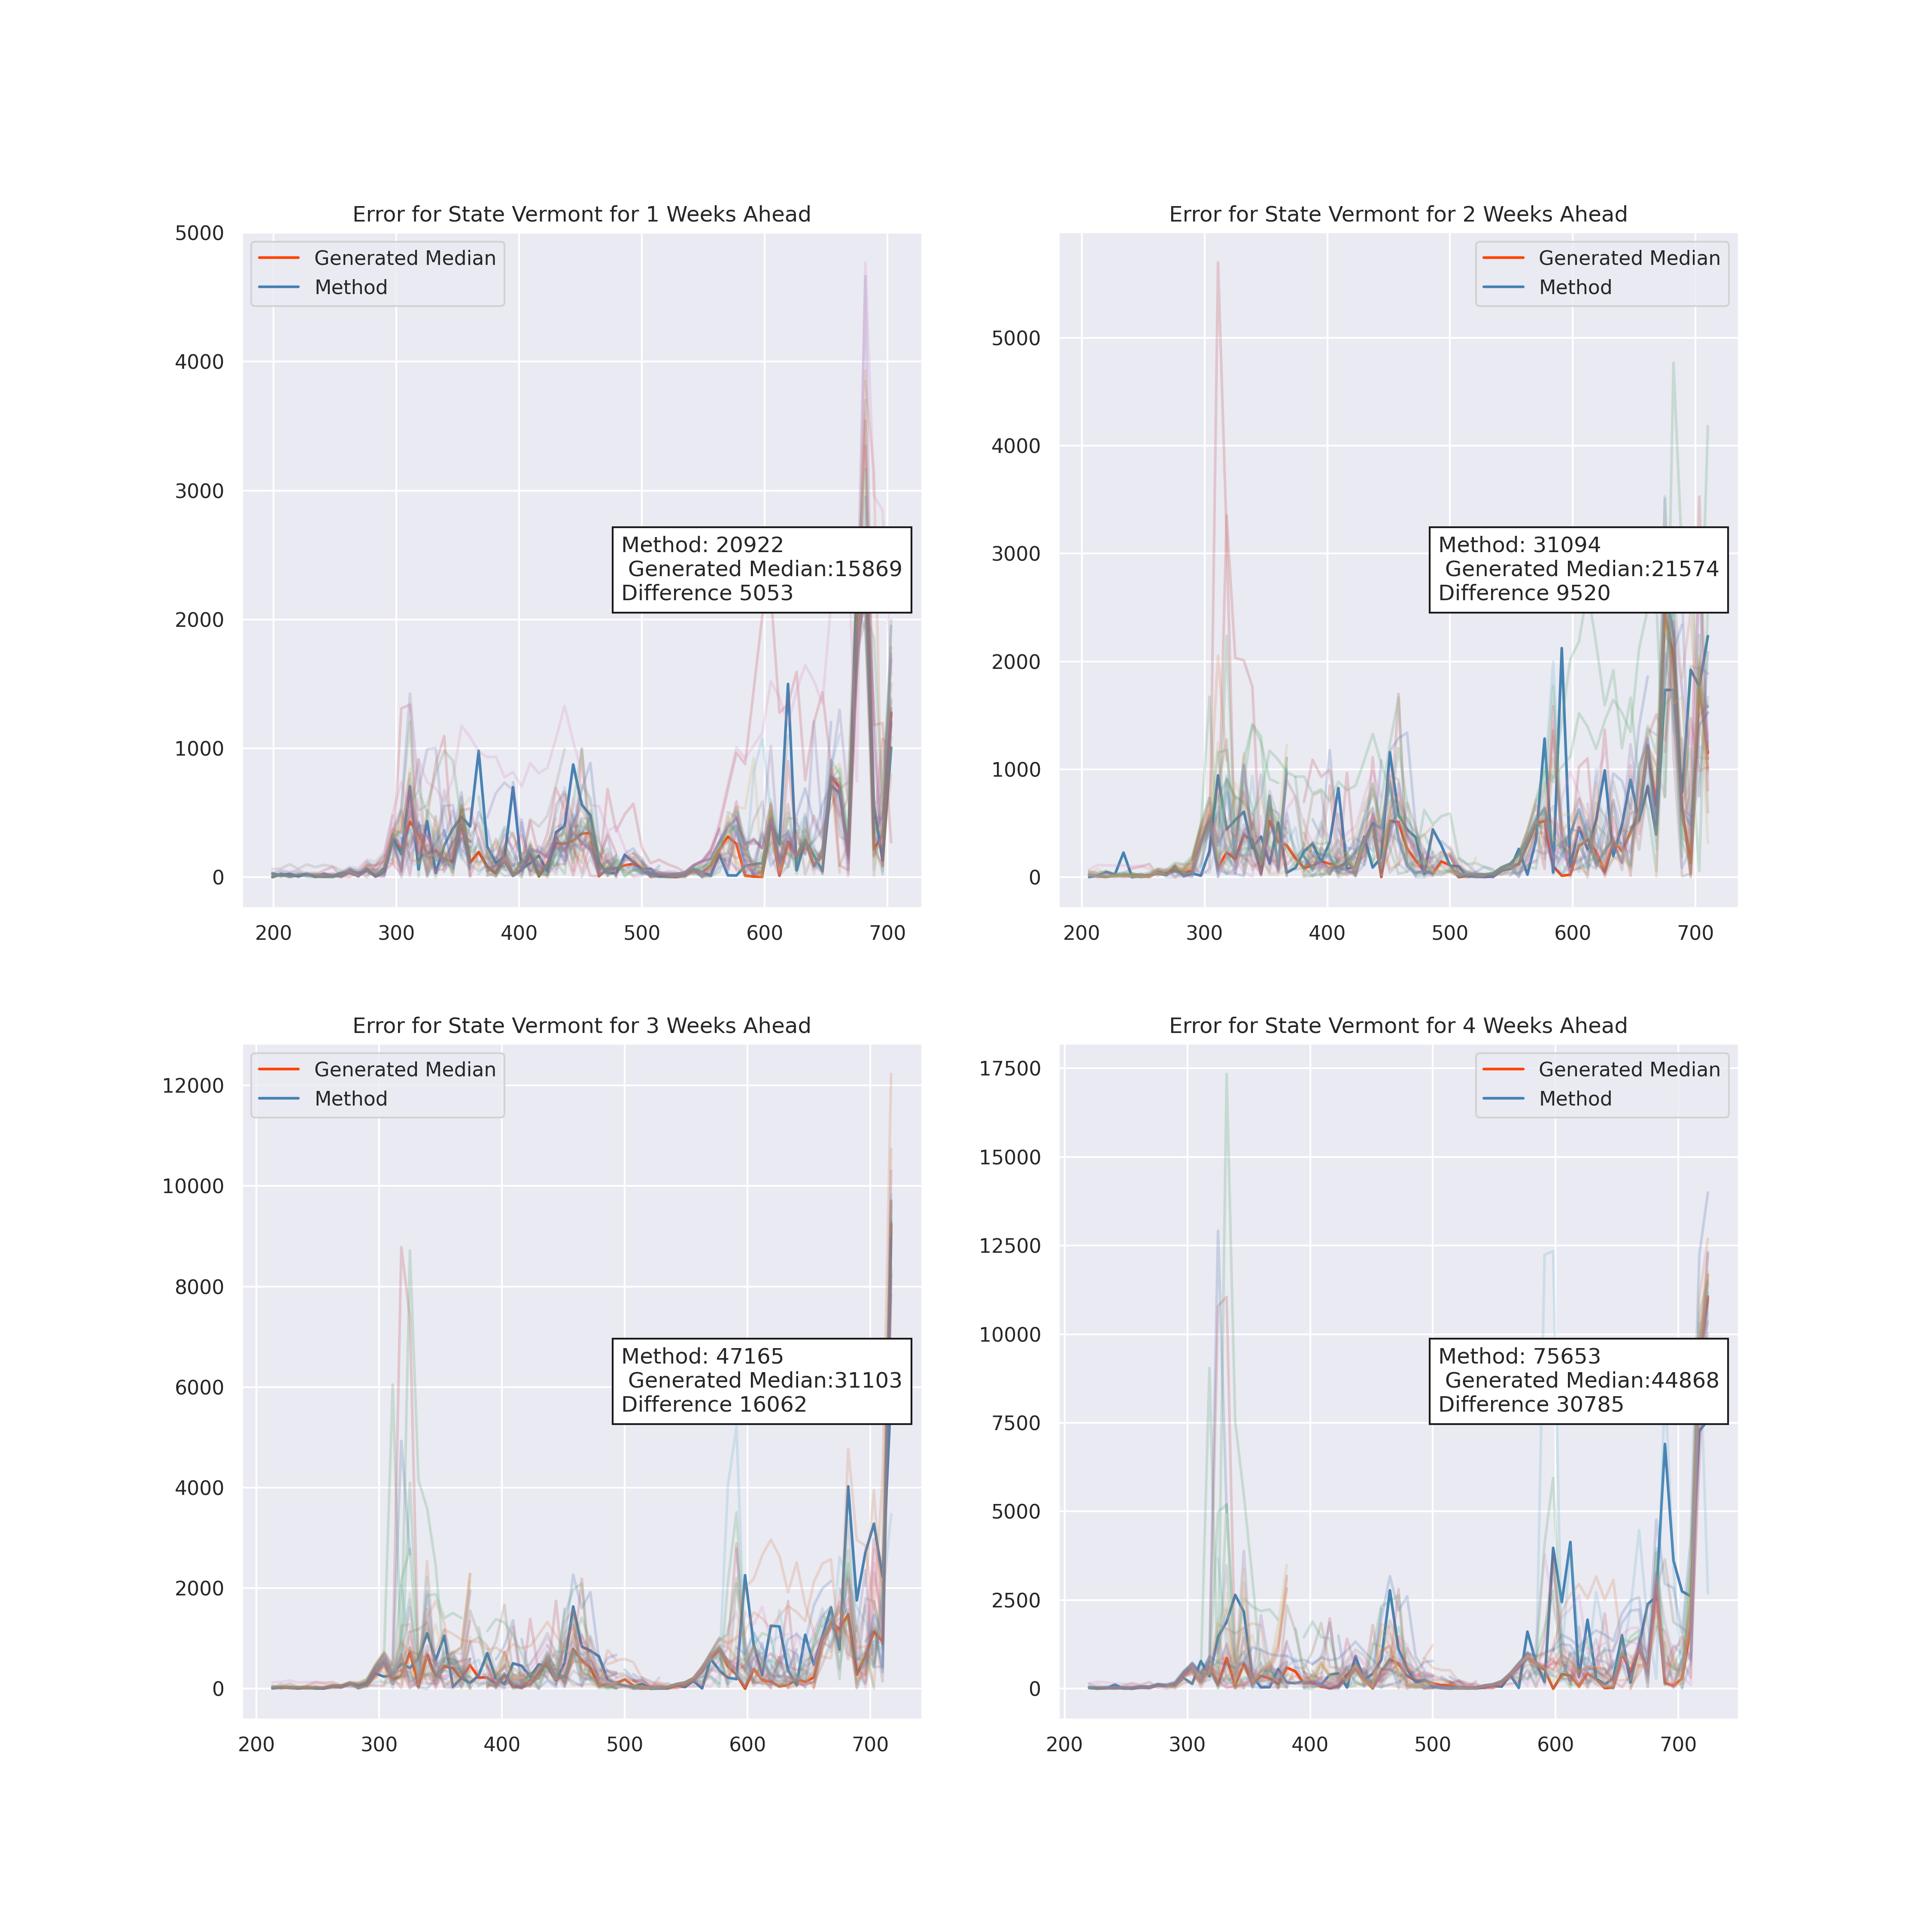 Error for State Vermont for 1 Weeks Ahead
5000
4000
3000
2000
1000
0
Generated Median
Method
Method: 20922
Generated Median:15869
Difference 5053
200 300 400 500 600 700
Error for State Vermont for 2 Weeks Ahead
5000
4000
3000
2000
1000
0
Generated Median
Method
Method: 31094
Generated Median:21574
Difference 9520
200 300 400 500 600 700
Error for State Vermont for 3 Weeks Ahead
12000
10000
8000
6000
4000
2000
0
Generated Median
Method
Method: 47165
Generated Median:31103
Difference 16062
200 300 400 500 600 700
Error for State Vermont for 4 Weeks Ahead
17500
15000
12500
10000
7500
5000
2500
0
Generated Median
Method
Method: 75653
Generated Median:44868
Difference 30785
200 300 400 500 600 700